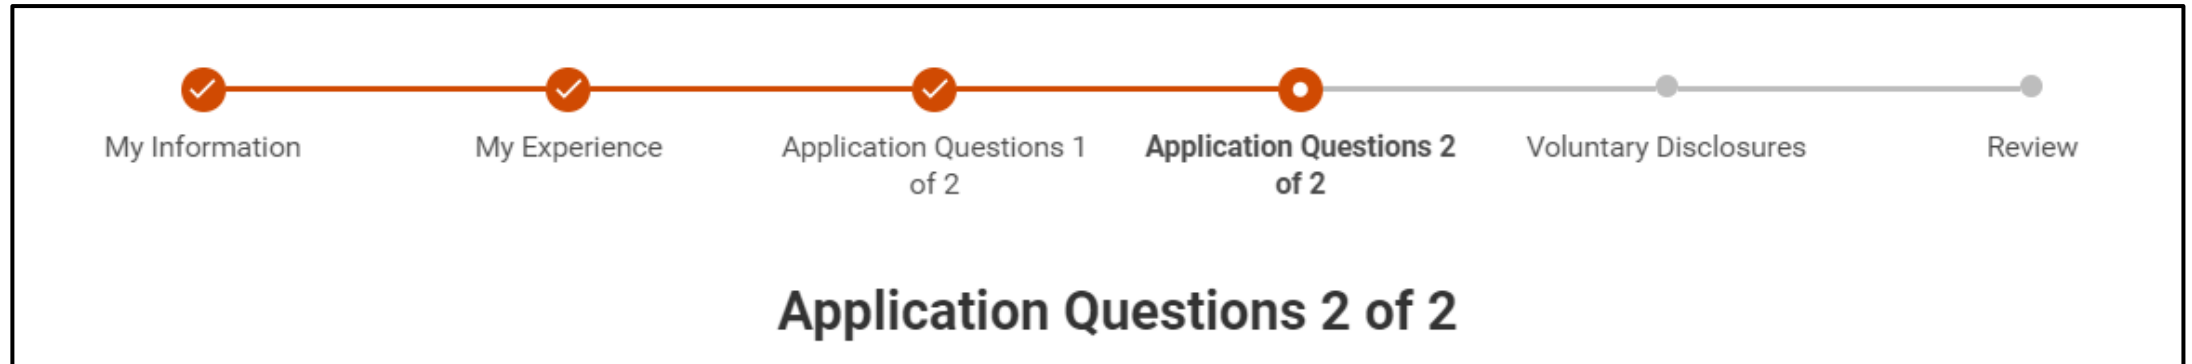 My Information
My Experience
Application Questions 1
of 2
Application Questions 2
of 2
Voluntary Disclosures
Review
Application Questions 2 of 2